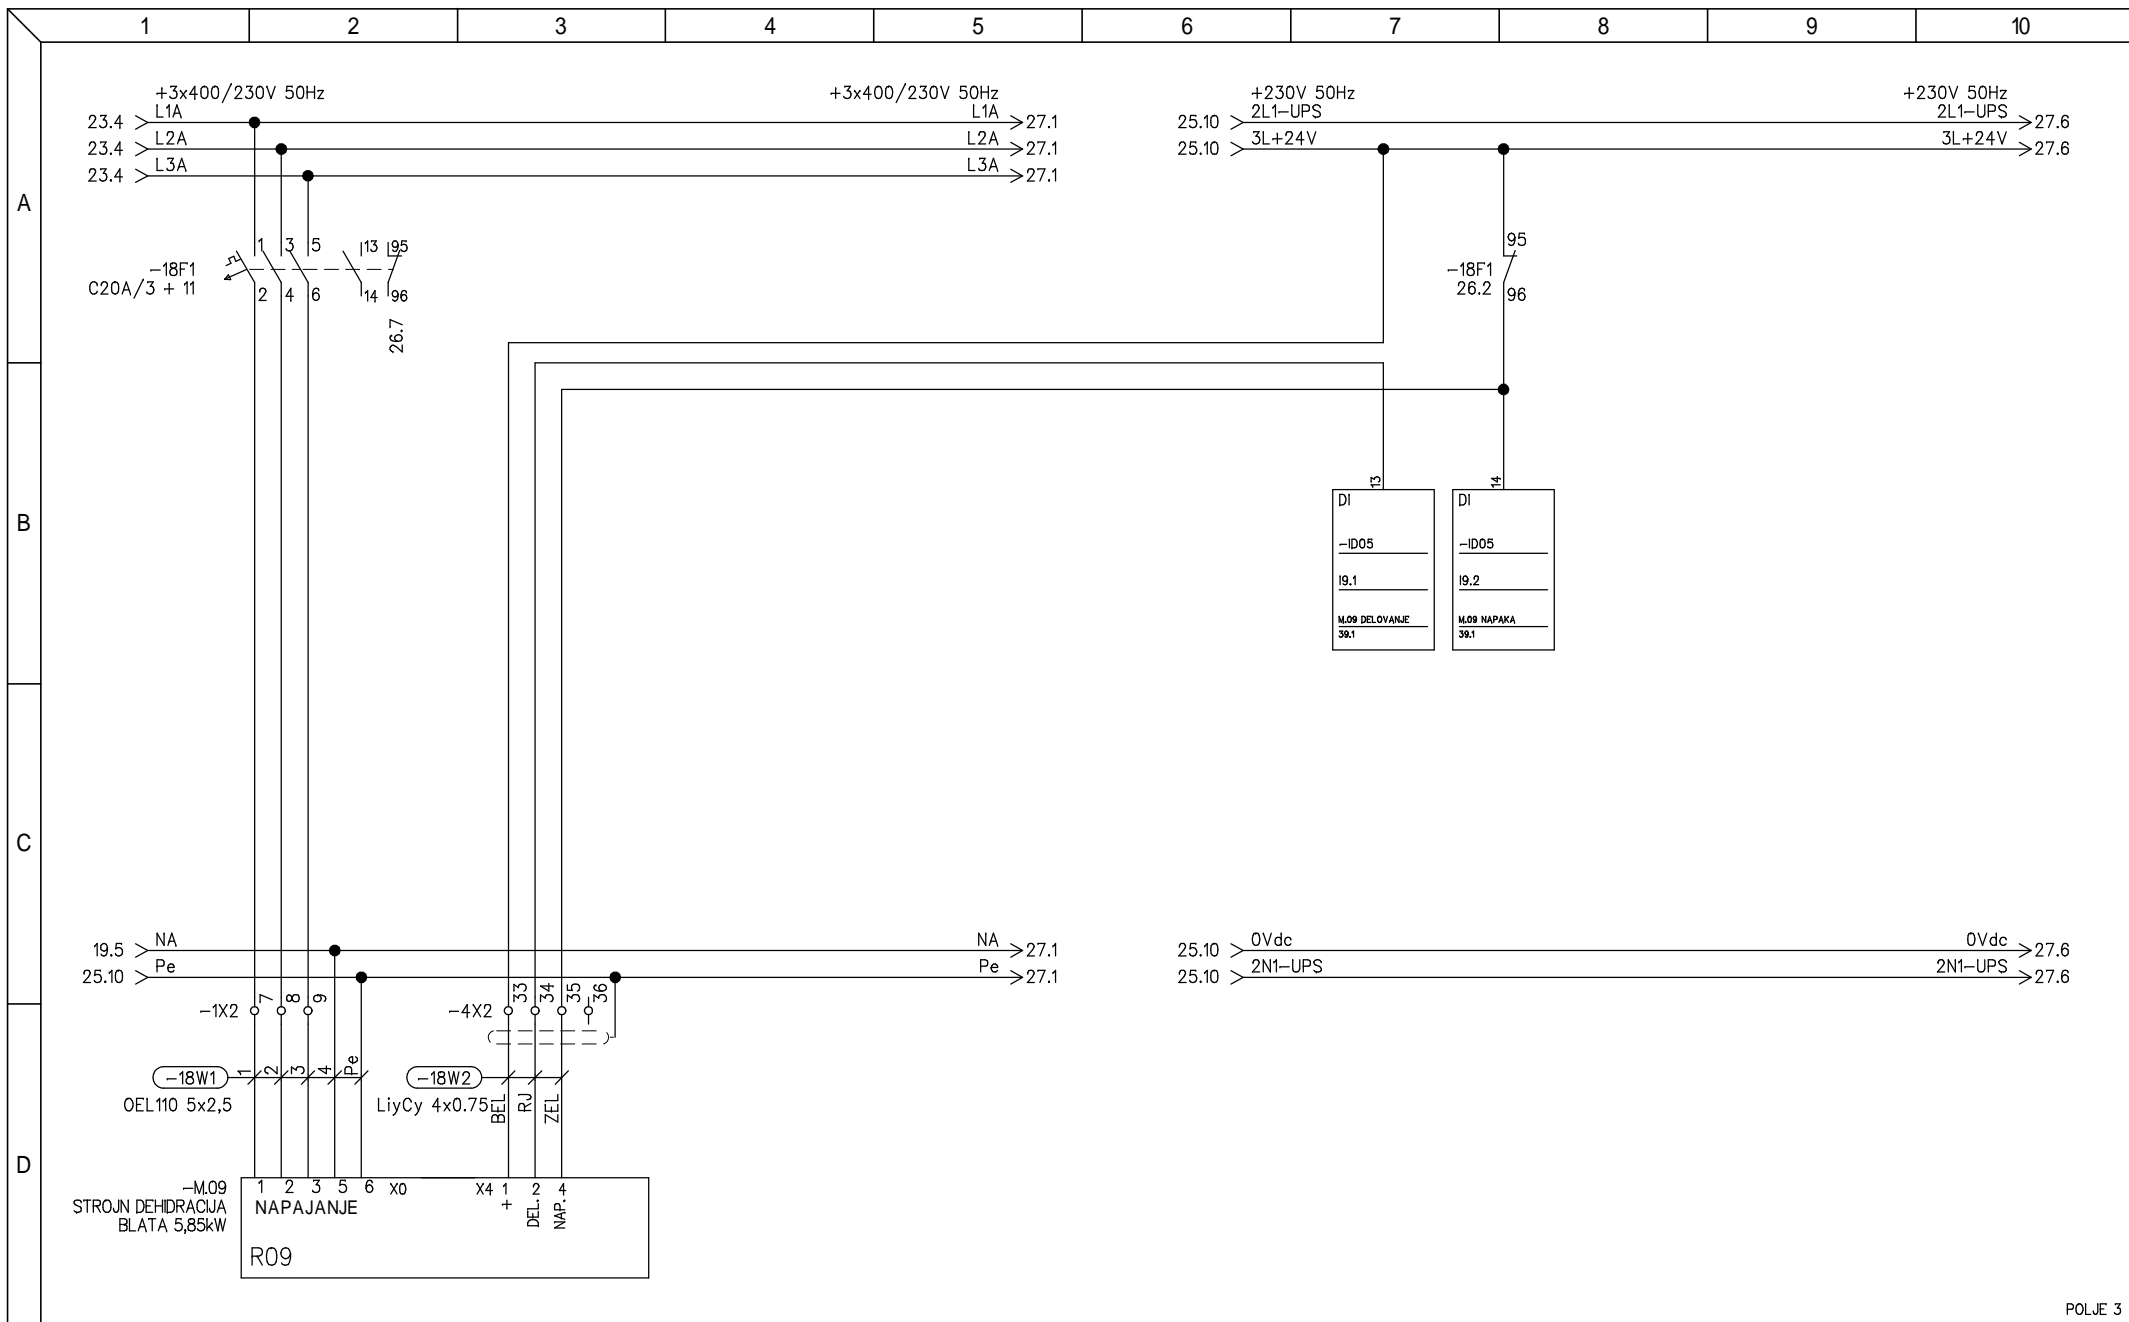 1 2 3 4 5 6 7 8 9 10
+3x400/230V 50Hz +3x400/230V 50Hz +230V 50Hz +230V 50Hz
23.4 L1A L1A 27.1 25.10 2L1-UPS 2L1-UPS 27.6
23.4 L2A L2A 27.1 25.10 3L+24V 3L+24V 27.6
23.4 L3A L3A 27.1
A
1 3 5 13 95
-18F1
C20A/3 + 11
2 4 6 14 96
26.7
95
-18F1
26.2
96
B
13 14
DI DI
-ID05 -ID05
I9.1 I9.2
M.09 DELOVANJE M.09 NAPAKA
39.1 39.1
C
19.5 NA NA 27.1 25.10 0Vdc 0Vdc 27.6
25.10 Pe Pe 27.1 25.10 2N1-UPS 2N1-UPS 27.6
-1X2 7 8 9 -4X2 33 34 35 36
D
-18W1 1 2 3 4 Pe -18W2
OEL110 5x2,5 LiyCy 4x0.75 BEL RJ ZEL
-M.09
STROJN DEHIDRACIJA
BLATA 5,85kW
1 2 3 5 6 X0 X4 1 2 4
NAPAJANJE + DEL. NAP.
R09
POLJE 3